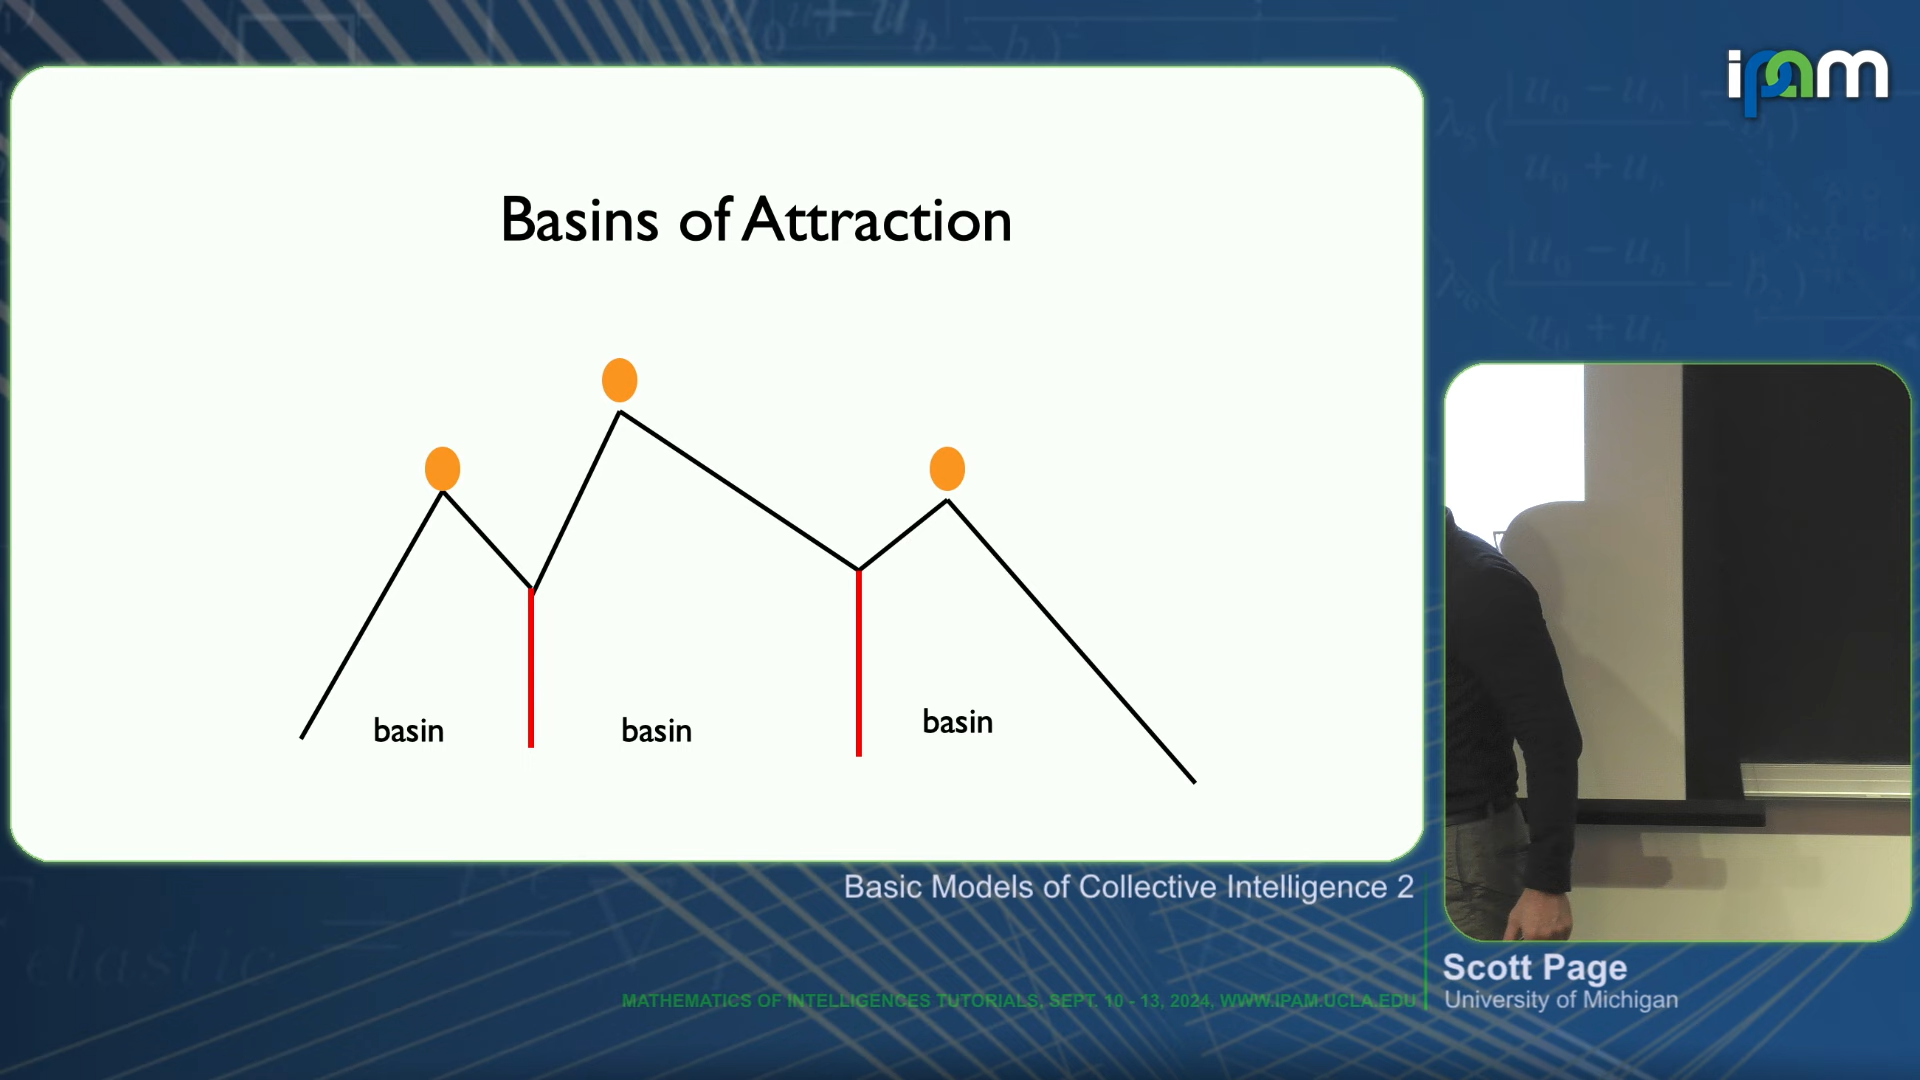 ipam
Basins of Attraction
basin
basin
basin
Basic Models of Collective Intelligence 2
Scott Page
University of Michigan
MATHEMATICS OF INTELLIGENCES TUTORIALS, SEPT. 10 - 13, 2024, WWW.IPAM.UCLA.EDU
elastic